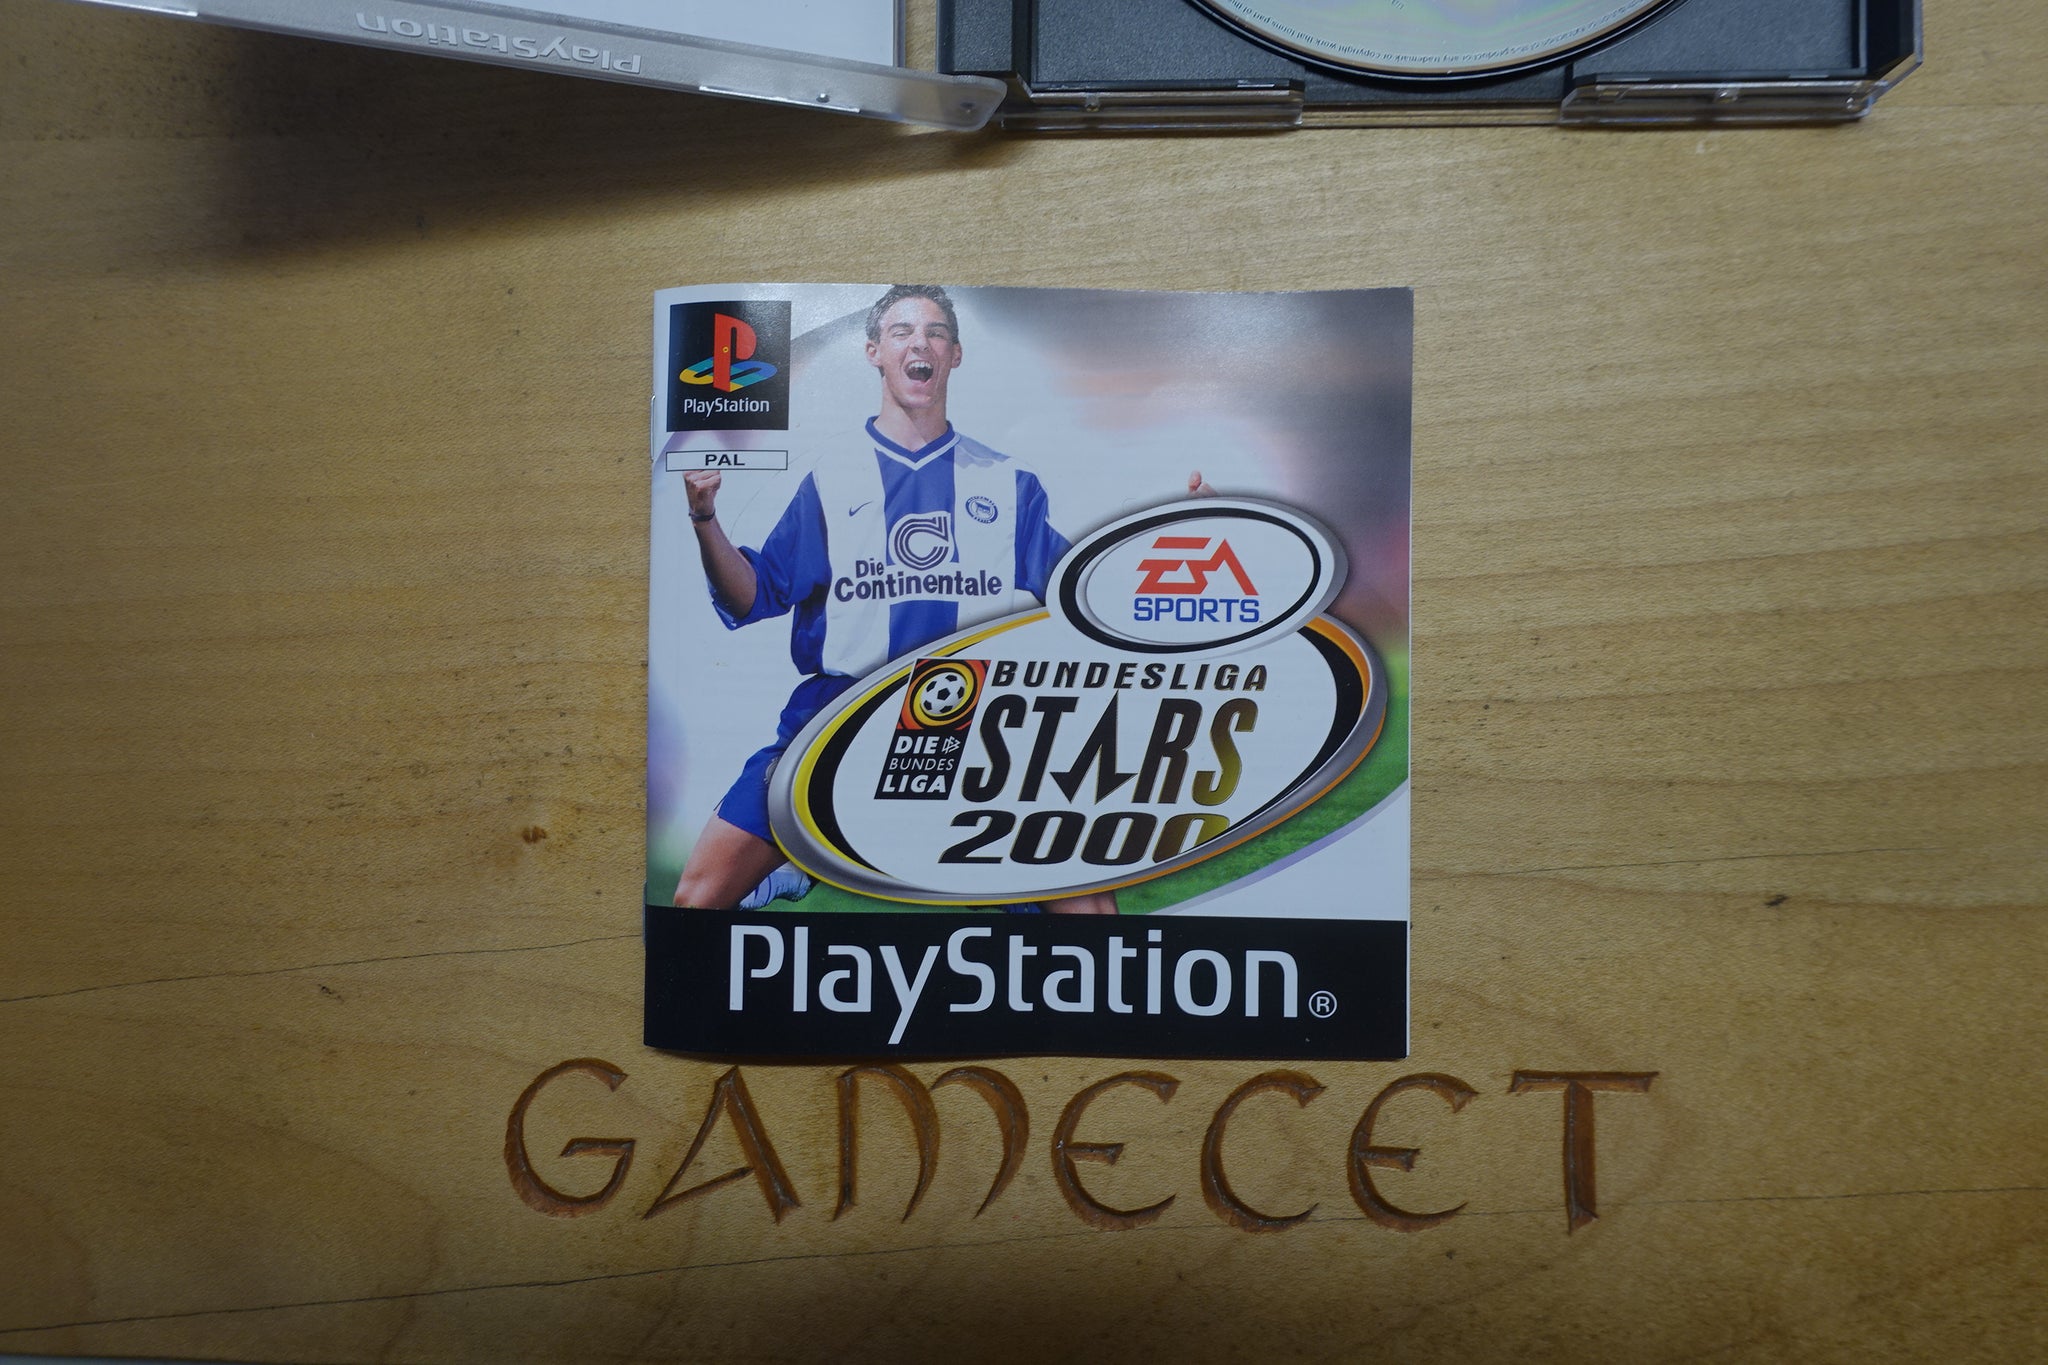 PlayStation
PlayStation
PAL
Die
Continentale
EA
SPORTS
BUNDESLIGA
STARS
2000
DIE
BUNDES
LIGA
PlayStation®
GAMECET